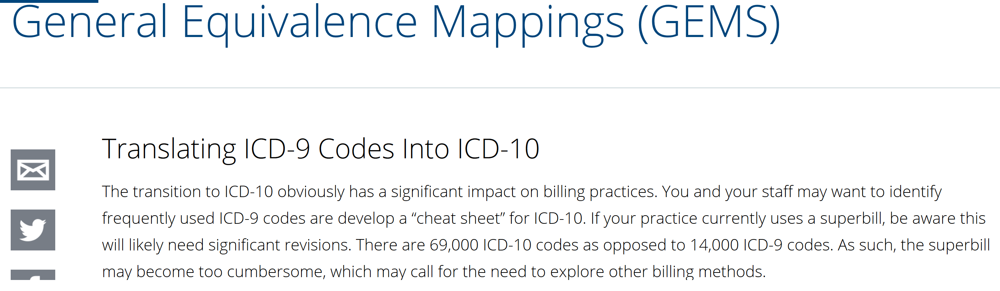 General Equivalence Mappings (GEMS)
Translating ICD-9 Codes Into ICD-10
The transition to ICD-10 obviously has a significant impact on billing practices. You and your staff may want to identify
frequently used ICD-9 codes are develop a “cheat sheet” for ICD-10. If your practice currently uses a superbill, be aware this
will likely need significant revisions. There are 69,000 ICD-10 codes as opposed to 14,000 ICD-9 codes. As such, the superbill
may become too cumbersome, which may call for the need to explore other billing methods.